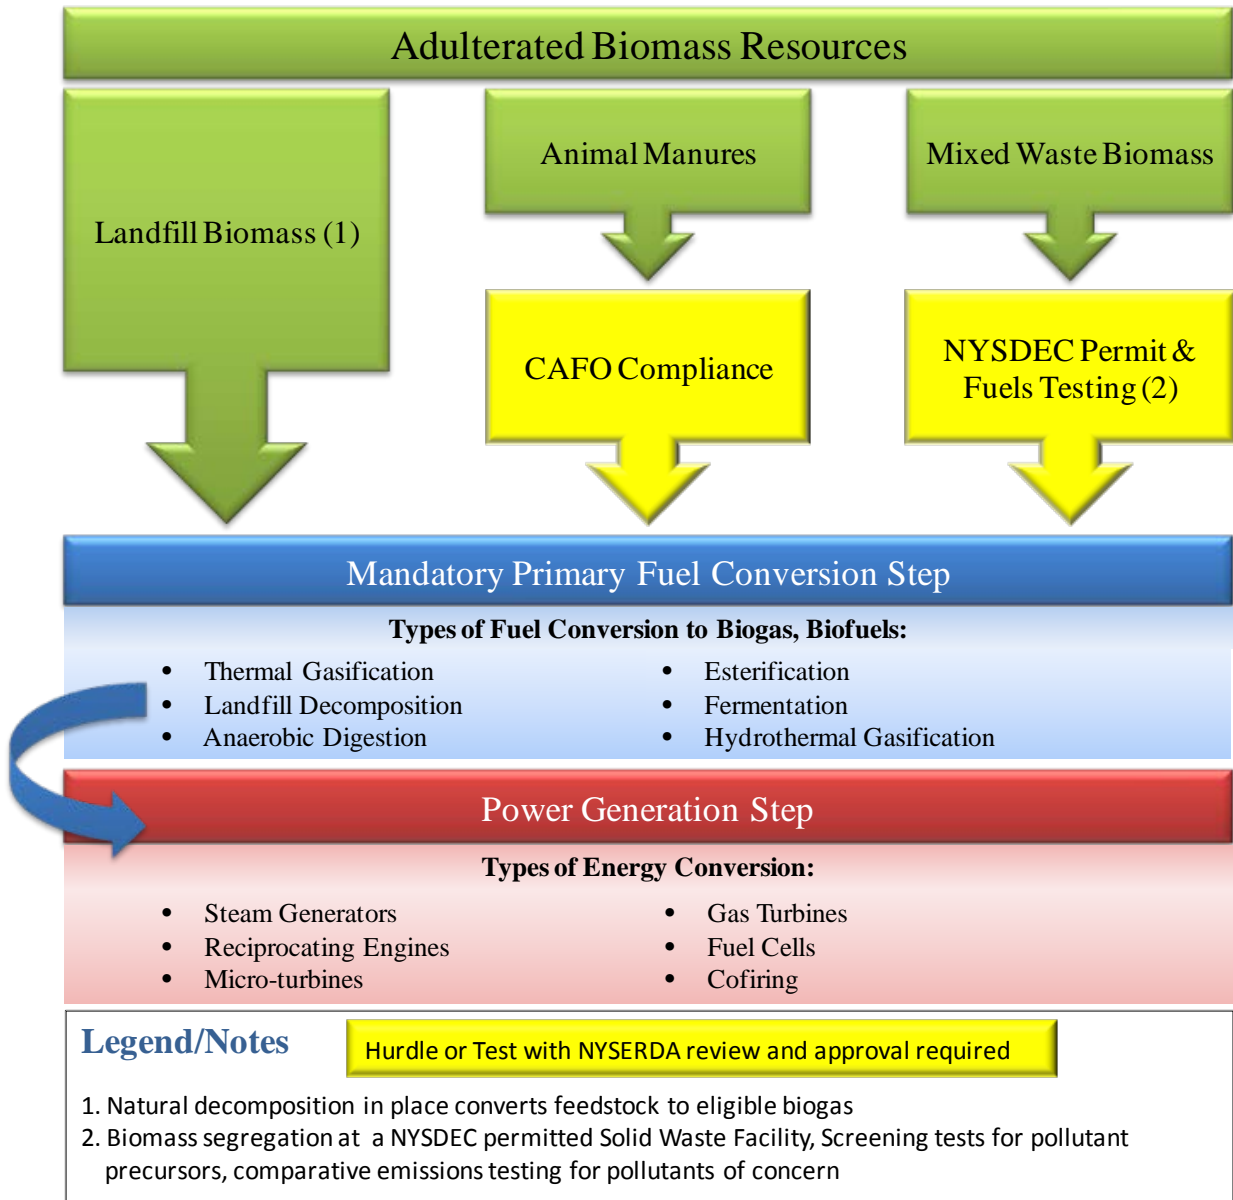 Adulterated Biomass Resources
Landfill Biomass (1)
Animal Manures
Mixed Waste Biomass
CAFO Compliance
NYSDEC Permit &
Fuels Testing (2)
Mandatory Primary Fuel Conversion Step
Types of Fuel Conversion to Biogas, Biofuels:
• Thermal Gasification
• Landfill Decomposition
• Anaerobic Digestion
• Esterification
• Fermentation
• Hydrothermal Gasification
Power Generation Step
Types of Energy Conversion:
• Steam Generators
• Reciprocating Engines
• Micro-turbines
• Gas Turbines
• Fuel Cells
• Cofiring
Legend/Notes
Hurdle or Test with NYSERDA review and approval required
1. Natural decomposition in place converts feedstock to eligible biogas
2. Biomass segregation at a NYSDEC permitted Solid Waste Facility, Screening tests for pollutant
precursors, comparative emissions testing for pollutants of concern